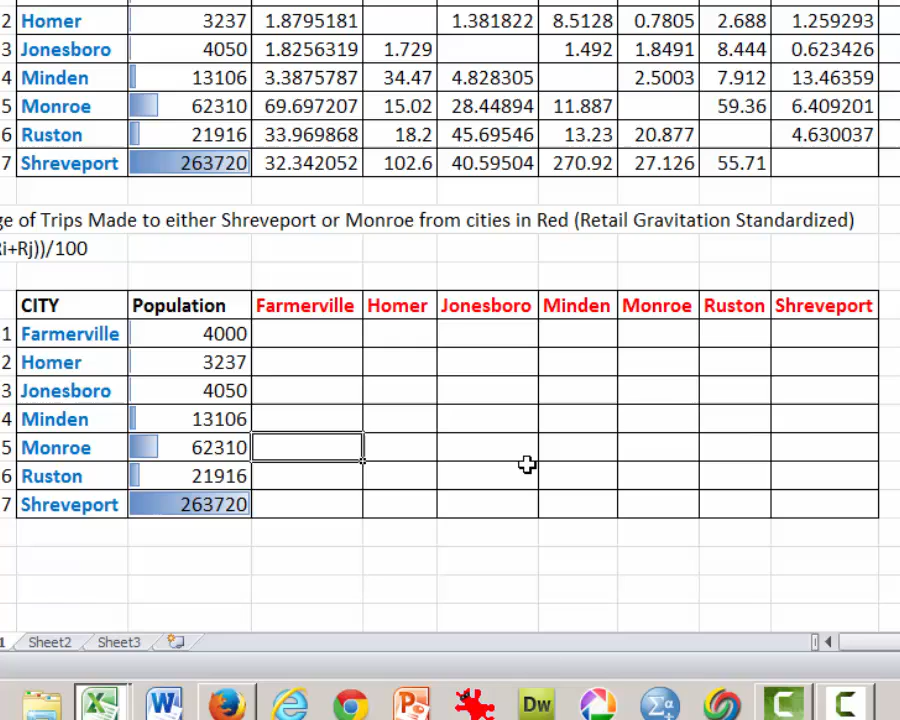 2 Homer 3237 1.8795181 1.381822 8.5128 0.7805 2.688 1.259293
3 Jonesboro 4050 1.8256319 1.729 1.492 1.8491 8.444 0.623426
4 Minden 13106 3.3875787 34.47 4.828305 2.5003 7.912 13.46359
5 Monroe 62310 69.697207 15.02 28.44894 11.887 59.36 6.409201
6 Ruston 21916 33.969868 18.2 45.69546 13.23 20.877 4.630037
7 Shreveport 263720 32.342052 102.6 40.59504 270.92 27.126 55.71
ge of Trips Made to either Shreveport or Monroe from cities in Red (Retail Gravitation Standardized)
Ri+Rj))/100
CITY Population Farmerville Homer Jonesboro Minden Monroe Ruston Shreveport
1 Farmerville 4000
2 Homer 3237
3 Jonesboro 4050
4 Minden 13106
5 Monroe 62310
6 Ruston 21916
7 Shreveport 263720
1 Sheet2 Sheet3
X W P Dw Σα C C